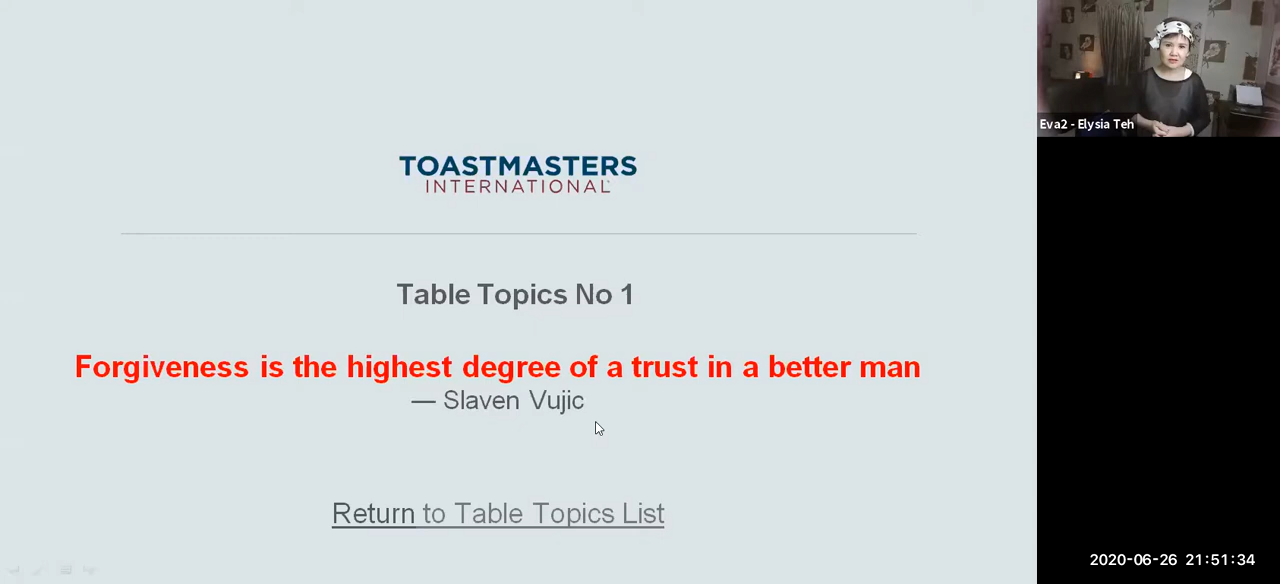 Eva2 - Elysia Teh
TOASTMASTERS
INTERNATIONAL
Table Topics No 1
Forgiveness is the highest degree of a trust in a better man
— Slaven Vujic
Return to Table Topics List
2020-06-26 21:51:34